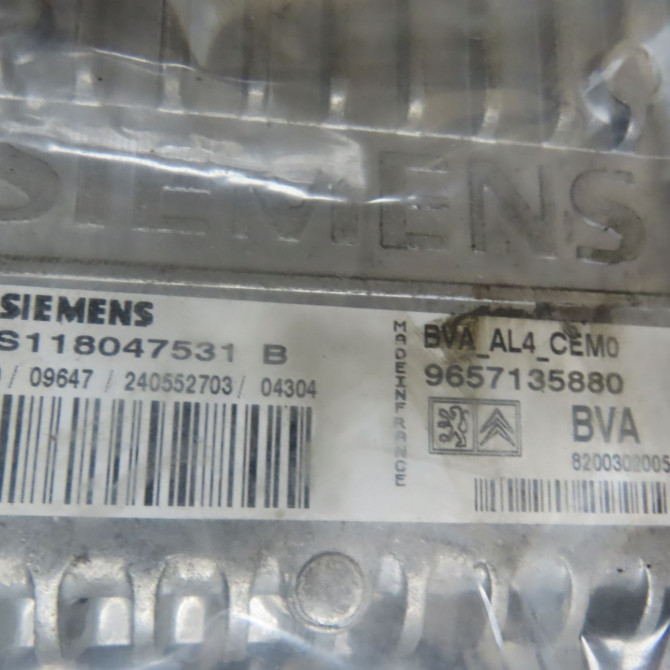 SIEMENS
SIEMENS
S118047531 B
/ 09647 / 240552703 / 04304
MADEINFRANCE
BVA_AL4_CEM0
9657135880
BVA
8200302005